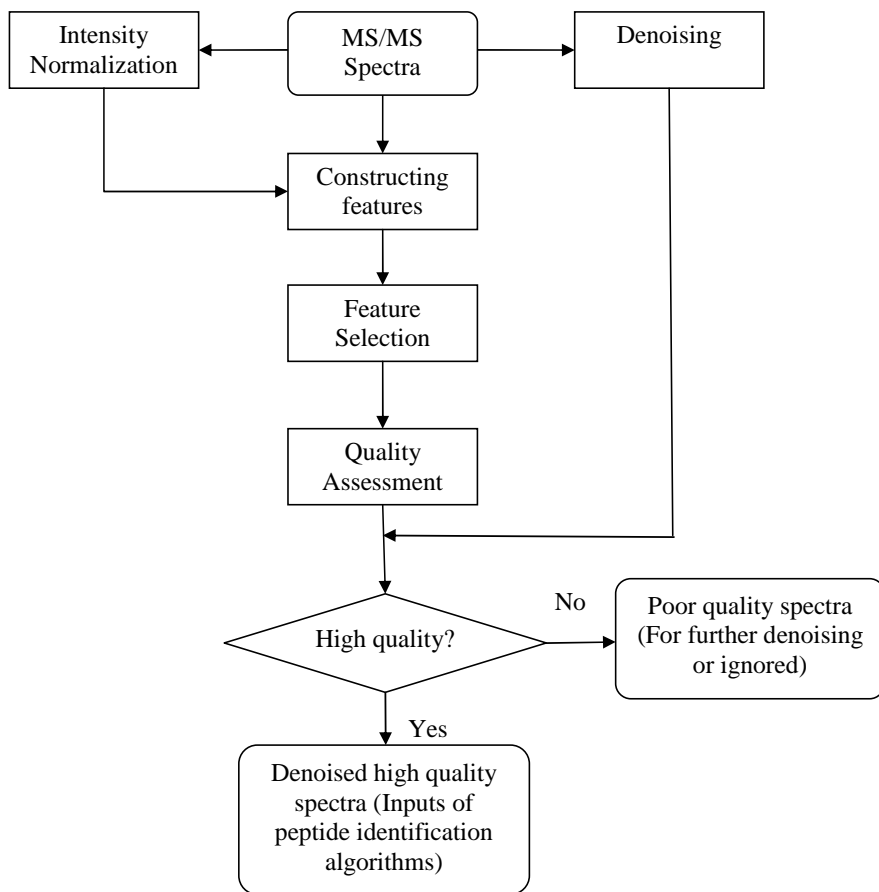 Intensity
Normalization
MS/MS
Spectra
Denoising
Constructing
features
Feature
Selection
Quality
Assessment
High quality?
No
Poor quality spectra
(For further denoising
or ignored)
Yes
Denoised high quality
spectra (Inputs of
peptide identification
algorithms)